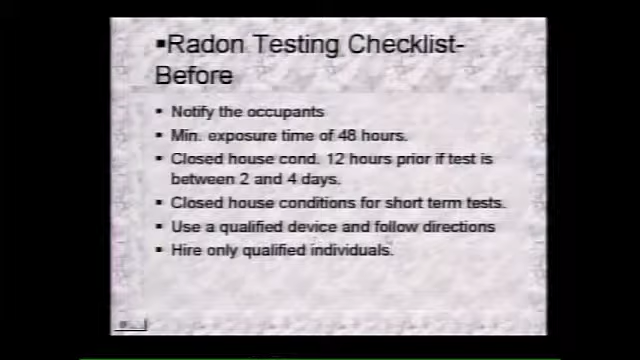 ▪Radon Testing Checklist-
Before
▪ Notify the occupants
▪ Min. exposure time of 48 hours.
▪ Closed house cond. 12 hours prior if test is
between 2 and 4 days.
▪ Closed house conditions for short term tests.
▪ Use a qualified device and follow directions
▪ Hire only qualified individuals.